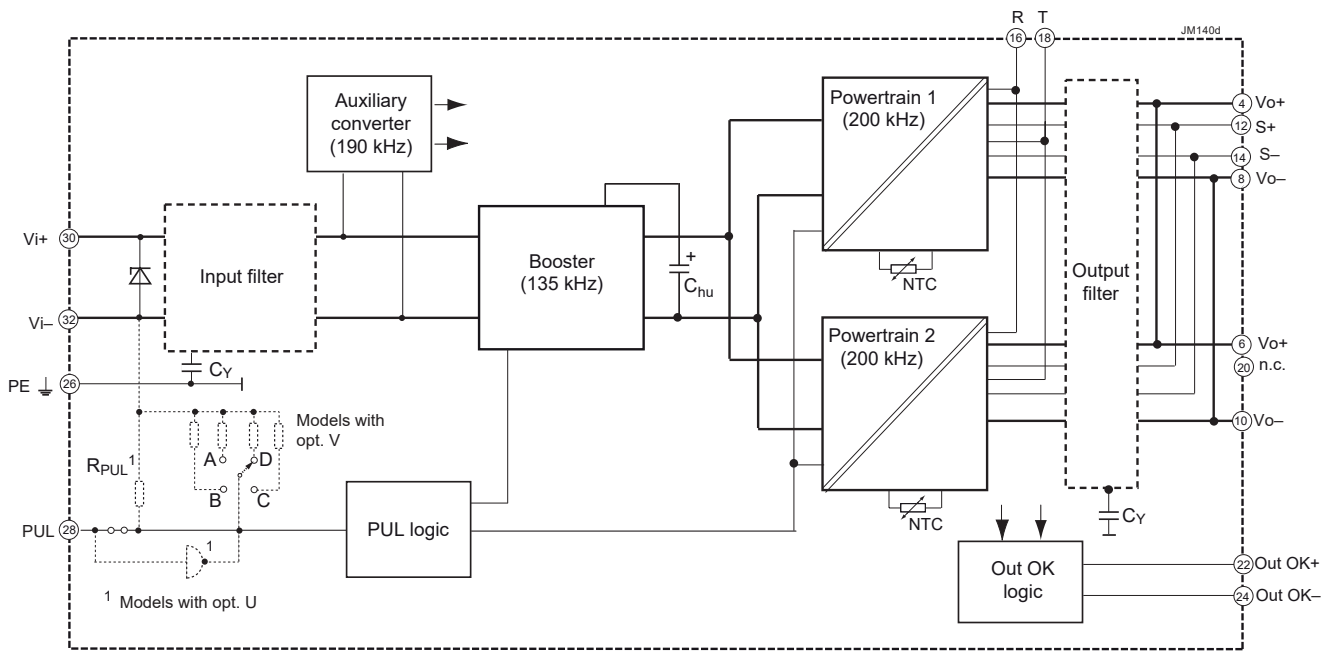 R T
16 18
JM140d
Auxiliary
converter
(190 kHz)
Powertrain 1
(200 kHz)
4 Vo+
12 S+
14 S–
8 Vo–
Vi+ 30
Input filter
Booster
(135 kHz)
+
Chu
NTC
Output
filter
Vi– 32
Powertrain 2
(200 kHz)
6 Vo+
20 n.c.
PE 26
CY
10 Vo–
Models with
opt. V
RPUL1
A D
B C
NTC
CY
PUL 28
PUL logic
1
Out OK
logic
22 Out OK+
24 Out OK–
1 Models with opt. U